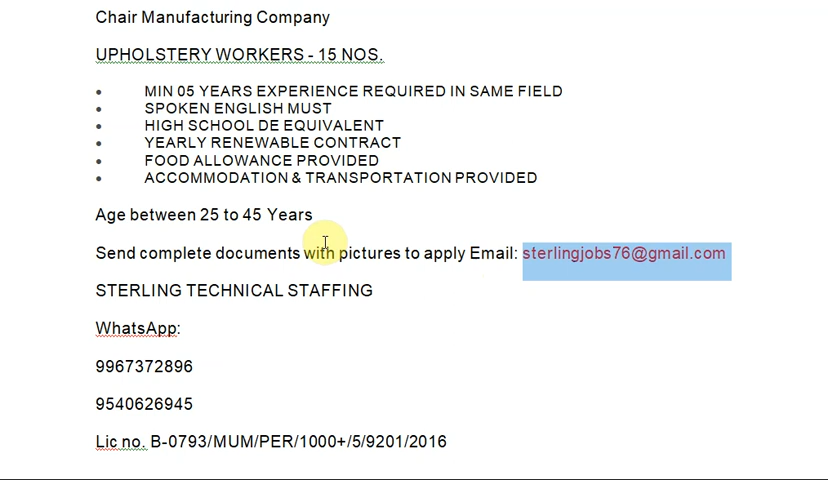 Chair Manufacturing Company
UPHOLSTERY WORKERS - 15 NOS.
• MIN 05 YEARS EXPERIENCE REQUIRED IN SAME FIELD
• SPOKEN ENGLISH MUST
• HIGH SCHOOL DE EQUIVALENT
• YEARLY RENEWABLE CONTRACT
• FOOD ALLOWANCE PROVIDED
• ACCOMMODATION & TRANSPORTATION PROVIDED
Age between 25 to 45 Years
Send complete documents with pictures to apply Email: sterlingjobs76@gmail.com
STERLING TECHNICAL STAFFING
WhatsApp:
9967372896
9540626945
Lic no. B-0793/MUM/PER/1000+/5/9201/2016